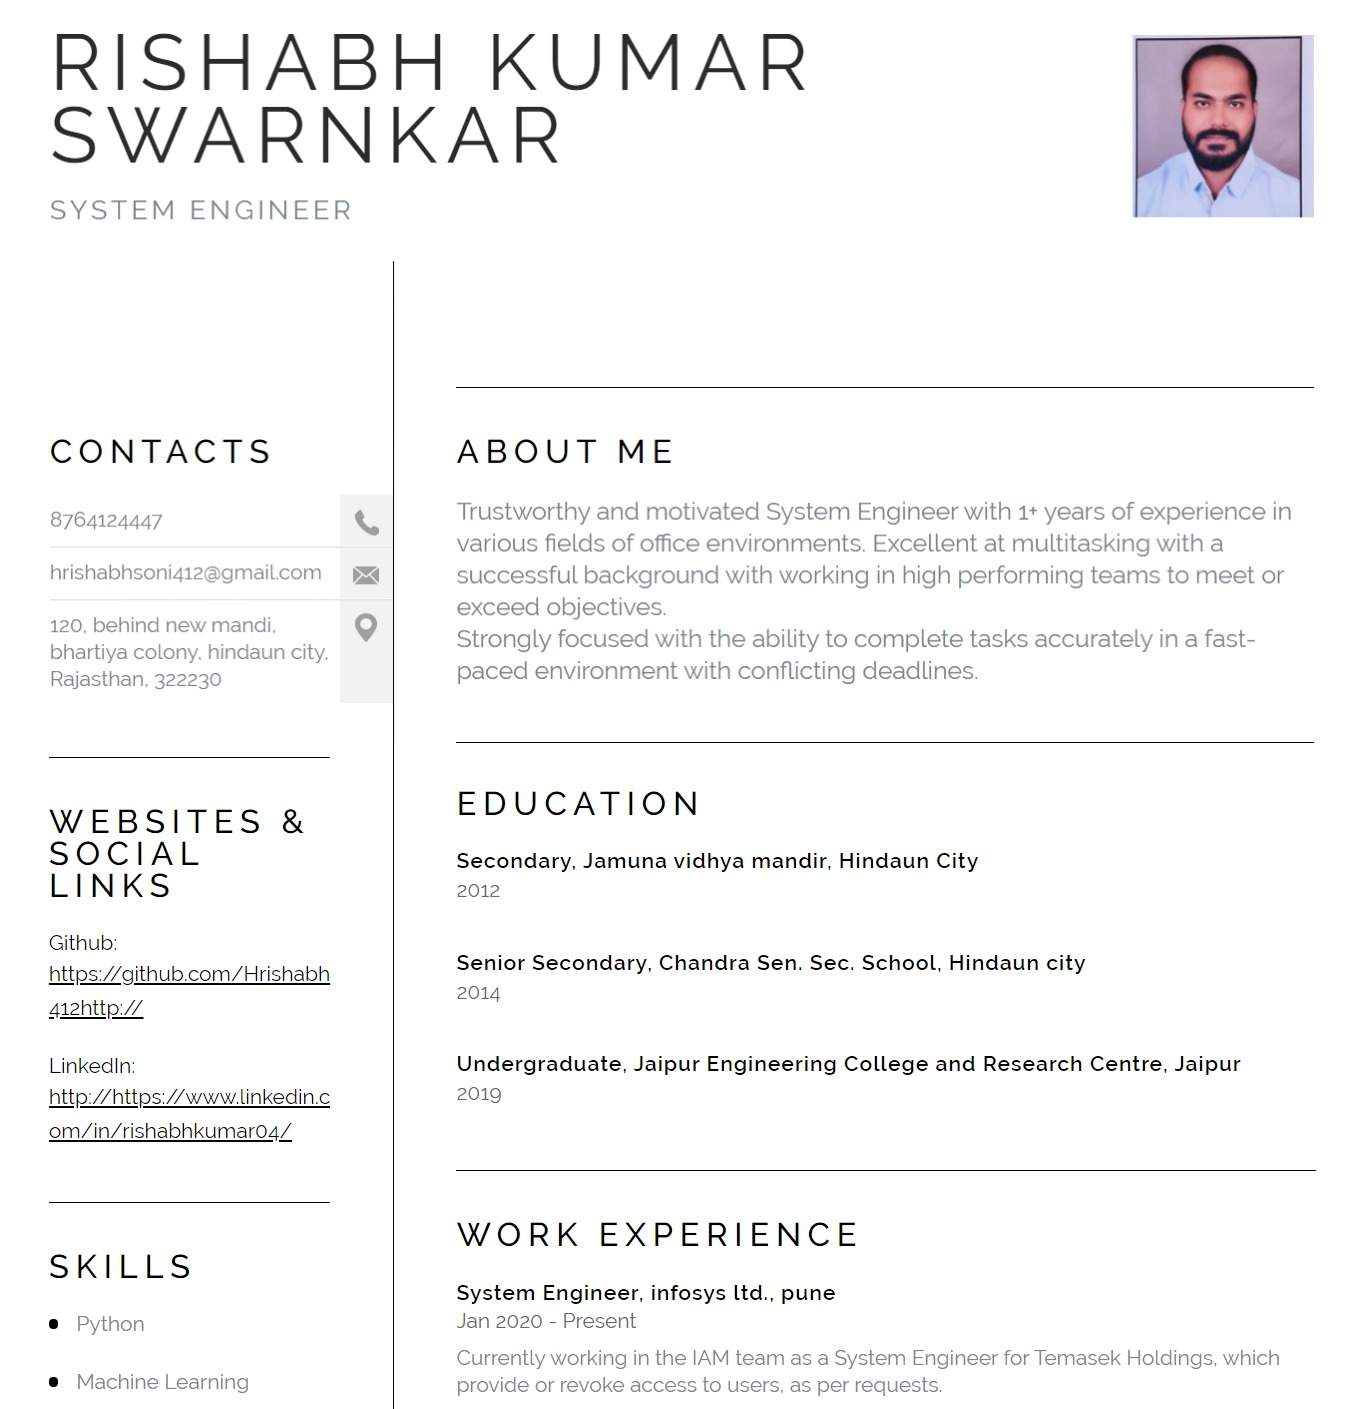 RISHABH KUMAR
SWARNKAR
SYSTEM ENGINEER
CONTACTS
8764124447
hrishabhsoni412@gmail.com
120, behind new mandi,
bhartiya colony, hindaun city,
Rajasthan, 322230
WEBSITES &
SOCIAL
LINKS
Github:
https://github.com/Hrishabh
412http://
LinkedIn:
http://https://www.linkedin.c
om/in/rishabhkumar04/
SKILLS
Python
Machine Learning
ABOUT ME
Trustworthy and motivated System Engineer with 1+ years of experience in
various fields of office environments. Excellent at multitasking with a
successful background with working in high performing teams to meet or
exceed objectives.
Strongly focused with the ability to complete tasks accurately in a fast-
paced environment with conflicting deadlines.
EDUCATION
Secondary, Jamuna vidhya mandir, Hindaun City
2012
Senior Secondary, Chandra Sen. Sec. School, Hindaun city
2014
Undergraduate, Jaipur Engineering College and Research Centre, Jaipur
2019
WORK EXPERIENCE
System Engineer, infosys ltd., pune
Jan 2020 - Present
Currently working in the IAM team as a System Engineer for Temasek Holdings, which
provide or revoke access to users, as per requests.